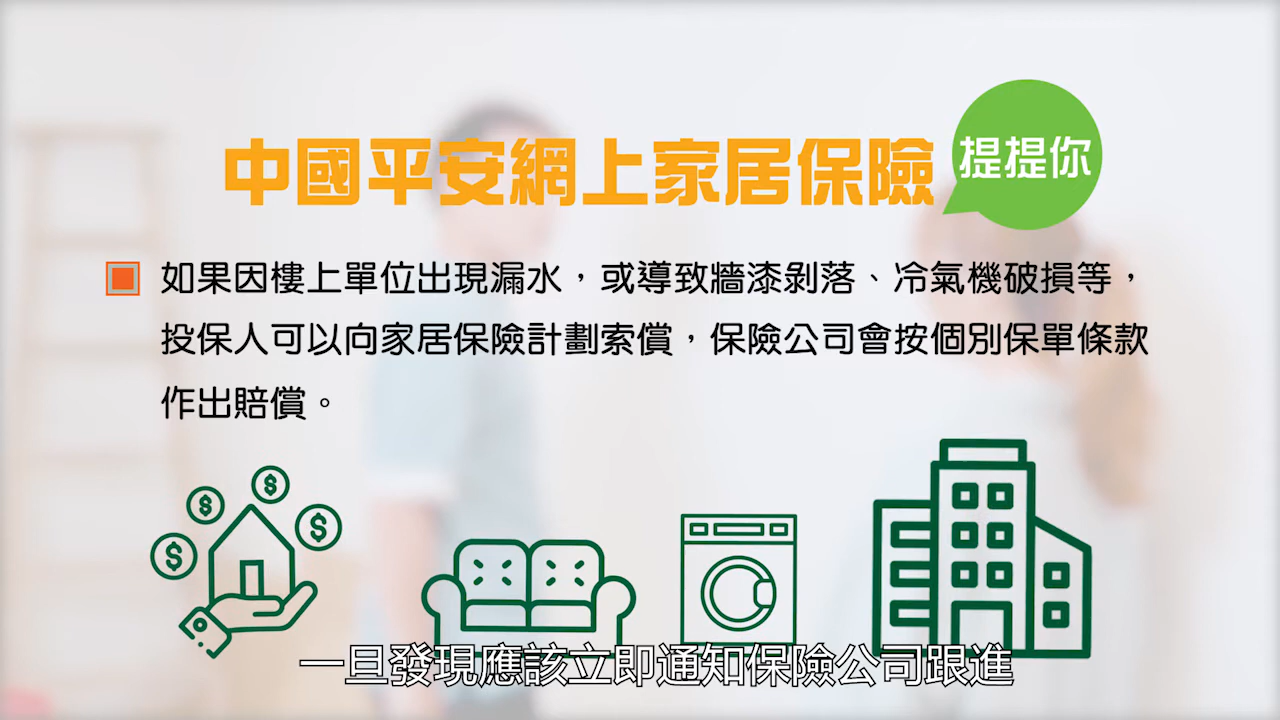 中國平安網上家居保險
提提你
如果因樓上單位出現漏水，或導致牆漆剝落、冷氣機破損等，
投保人可以向家居保險計劃索償，保險公司會按個別保單條款
作出賠償。
$
$
$
$
一旦發現應該立即通知保險公司跟進